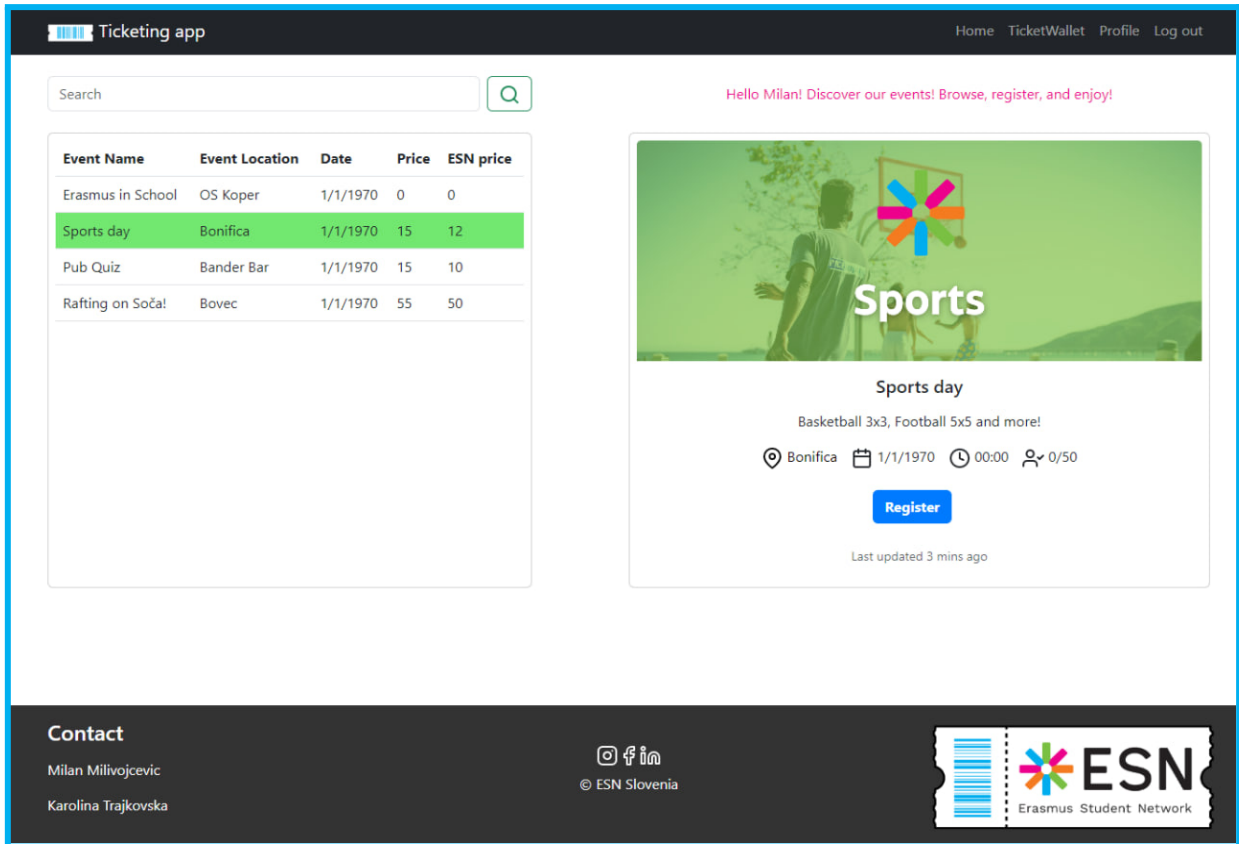 Ticketing app
Home TicketWallet Profile Log out
Search
Hello Milan! Discover our events! Browse, register, and enjoy!
Event Name Event Location Date Price ESN price
Erasmus in School OS Koper 1/1/1970 0 0
Sports day Bonifica 1/1/1970 15 12
Pub Quiz Bander Bar 1/1/1970 15 10
Rafting on Soča! Bovec 1/1/1970 55 50
Sports
Sports day
Basketball 3x3, Football 5x5 and more!
Bonifica 1/1/1970 00:00 0/50
Register
Last updated 3 mins ago
Contact
Milan Milivojcevic
Karolina Trajkovska
© ESN Slovenia
ESN
Erasmus Student Network